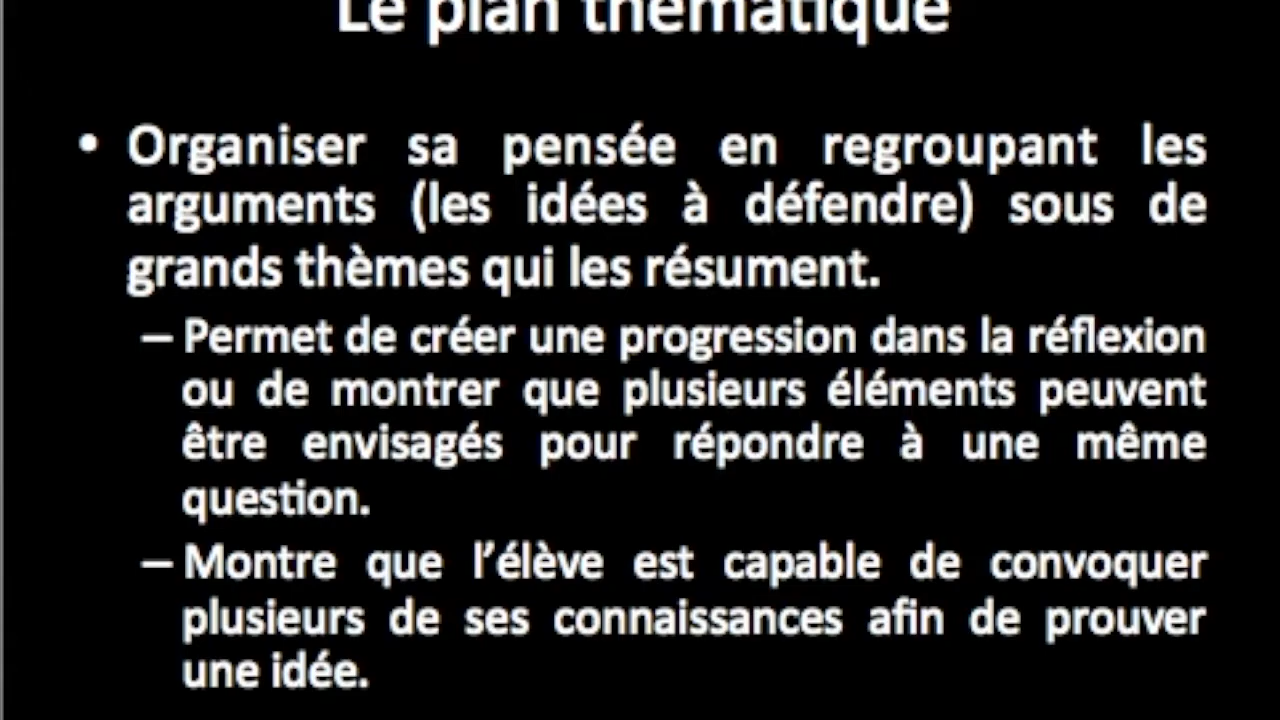 Le plan thématique
• Organiser sa pensée en regroupant les
arguments (les idées à défendre) sous de
grands thèmes qui les résument.
– Permet de créer une progression dans la réflexion
ou de montrer que plusieurs éléments peuvent
être envisagés pour répondre à une même
question.
– Montre que l’élève est capable de convoquer
plusieurs de ses connaissances afin de prouver
une idée.